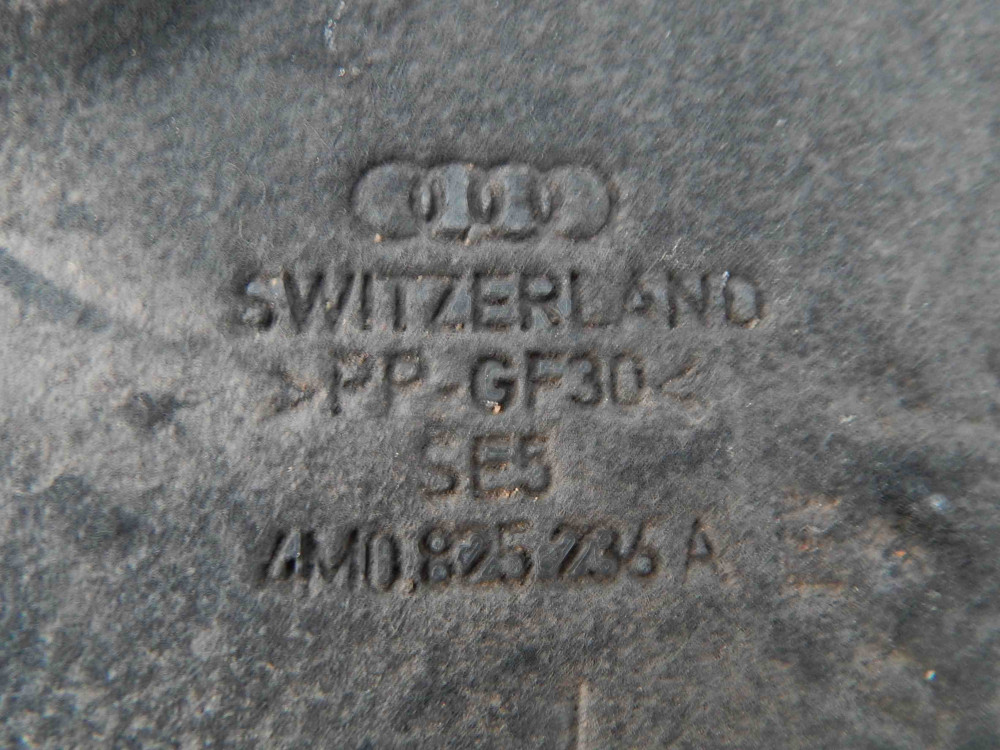 SWITZERLAND
>PP-GF30<
SE5
4M0.825.236 A